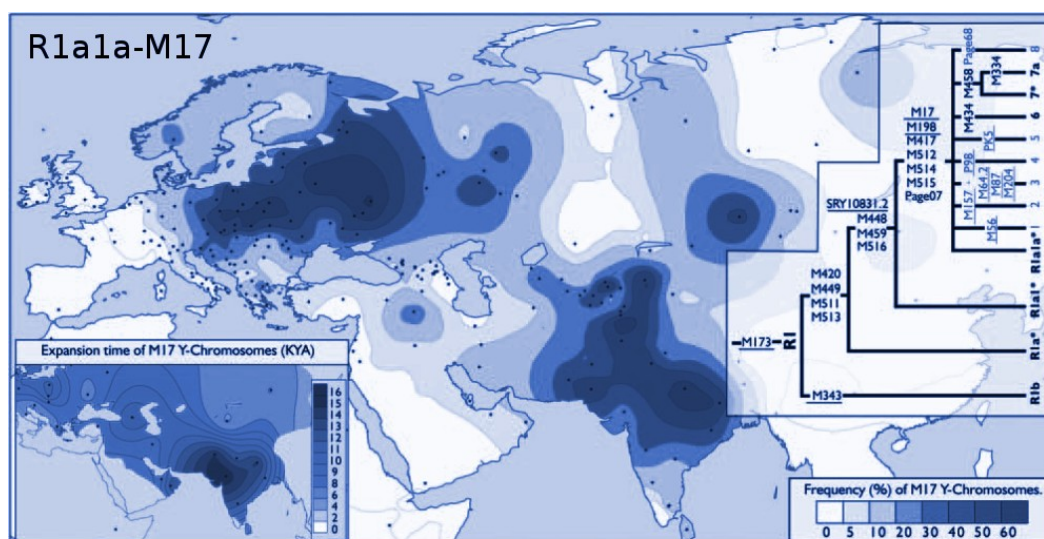 R1a1a-M17
Page68
M458
M334
M434
8
7a
7*
6
5
4
3
2
1
M17
M198
M417
M512
M514
M515
Page07
PK5
P98
M64.2
M87
M204
M157
M56
SRY10831.2
M448
M459
M516
R1a1a*
R1a1*
R1a*
R1b
M420
M449
M511
M513
M173
R1
M343
Expansion time of M17 Y-Chromosomes (KYA)
16
15
14
13
12
11
10
9
8
6
4
2
0
Frequency (%) of M17 Y-Chromosomes.
0 5 10 20 30 40 50 60